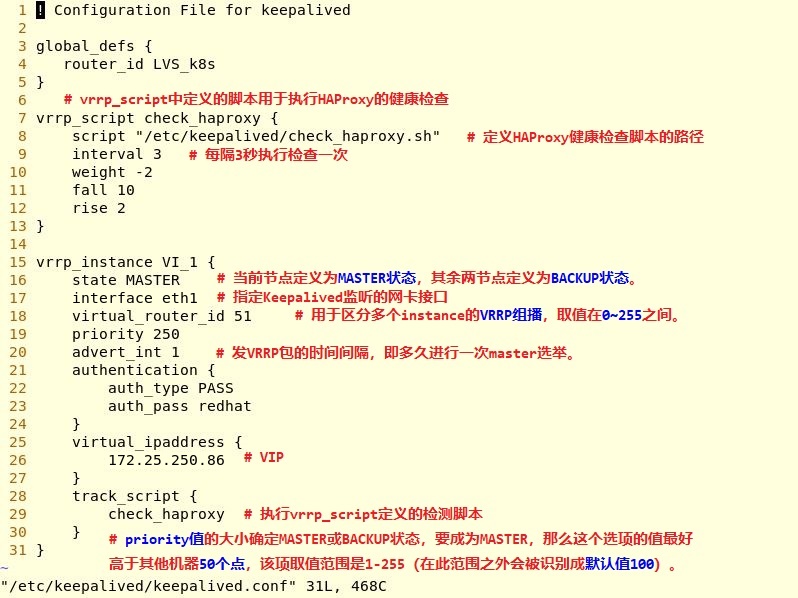 1 ! Configuration File for keepalived
2
3 global_defs {
4    router_id LVS_k8s
5 }
6    # vrrp_script中定义的脚本用于执行HAProxy的健康检查
7 vrrp_script check_haproxy {
8     script "/etc/keepalived/check_haproxy.sh"   # 定义HAProxy健康检查脚本的路径
9     interval 3   # 每隔3秒执行检查一次
10     weight -2
11     fall 10
12     rise 2
13 }
14
15 vrrp_instance VI_1 {
16     state MASTER    # 当前节点定义为MASTER状态，其余两节点定义为BACKUP状态。
17     interface eth1  # 指定Keepalived监听的网卡接口
18     virtual_router_id 51     # 用于区分多个instance的VRRP组播，取值在0~255之间。
19     priority 250
20     advert_int 1    # 发VRRP包的时间间隔，即多久进行一次master选举。
21     authentication {
22         auth_type PASS
23         auth_pass redhat
24     }
25     virtual_ipaddress {
26         172.25.250.86  # VIP
27     }
28     track_script {
29         check_haproxy  # 执行vrrp_script定义的检测脚本
30     }   # priority值的大小确定MASTER或BACKUP状态，要成为MASTER，那么这个选项的值最好
31 }
~ 高于其他机器50个点，该项取值范围是1-255（在此范围之外会被识别成默认值100）。
"/etc/keepalived/keepalived.conf" 31L, 468C